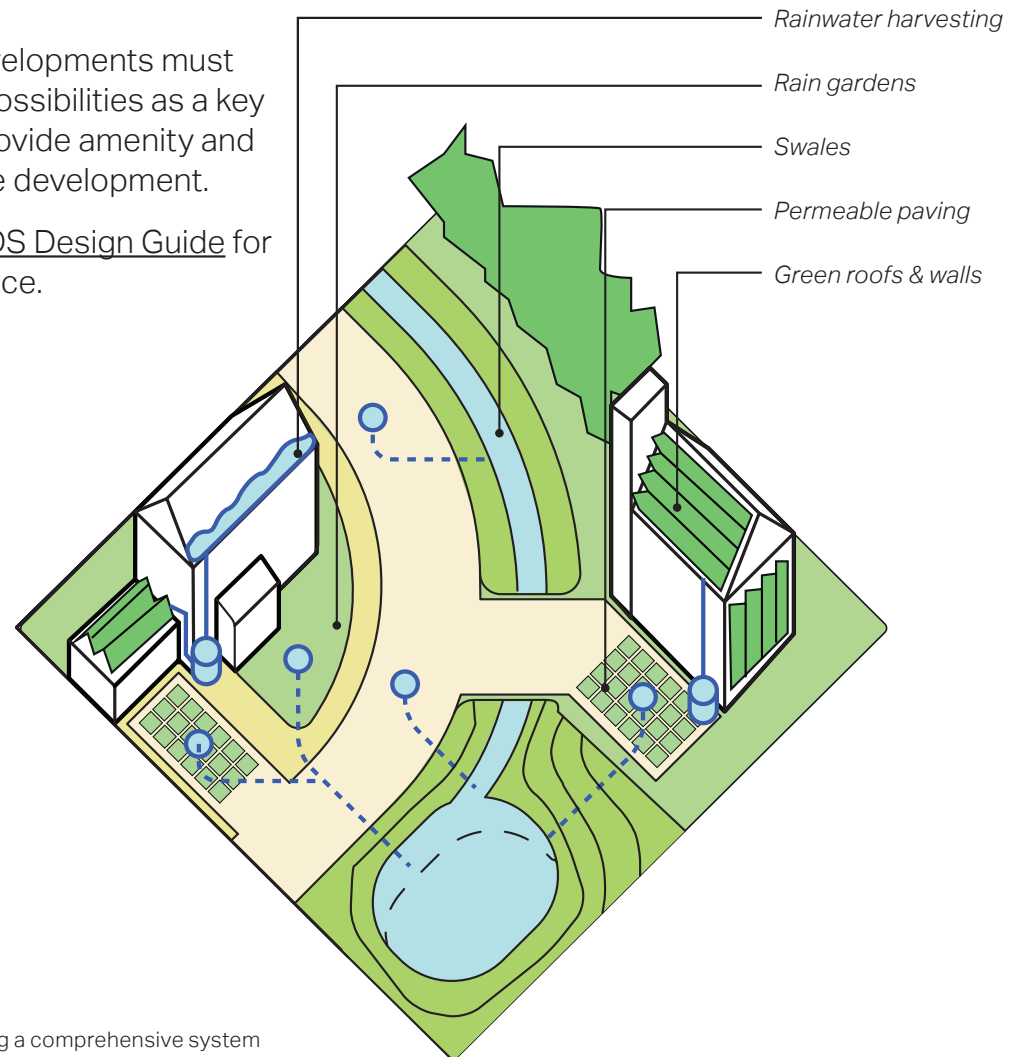 velopments must
ossibilities as a key
ovide amenity and
e development.
DS Design Guide for
ce.
Rainwater harvesting
Rain gardens
Swales
Permeable paving
Green roofs & walls
g a comprehensive system